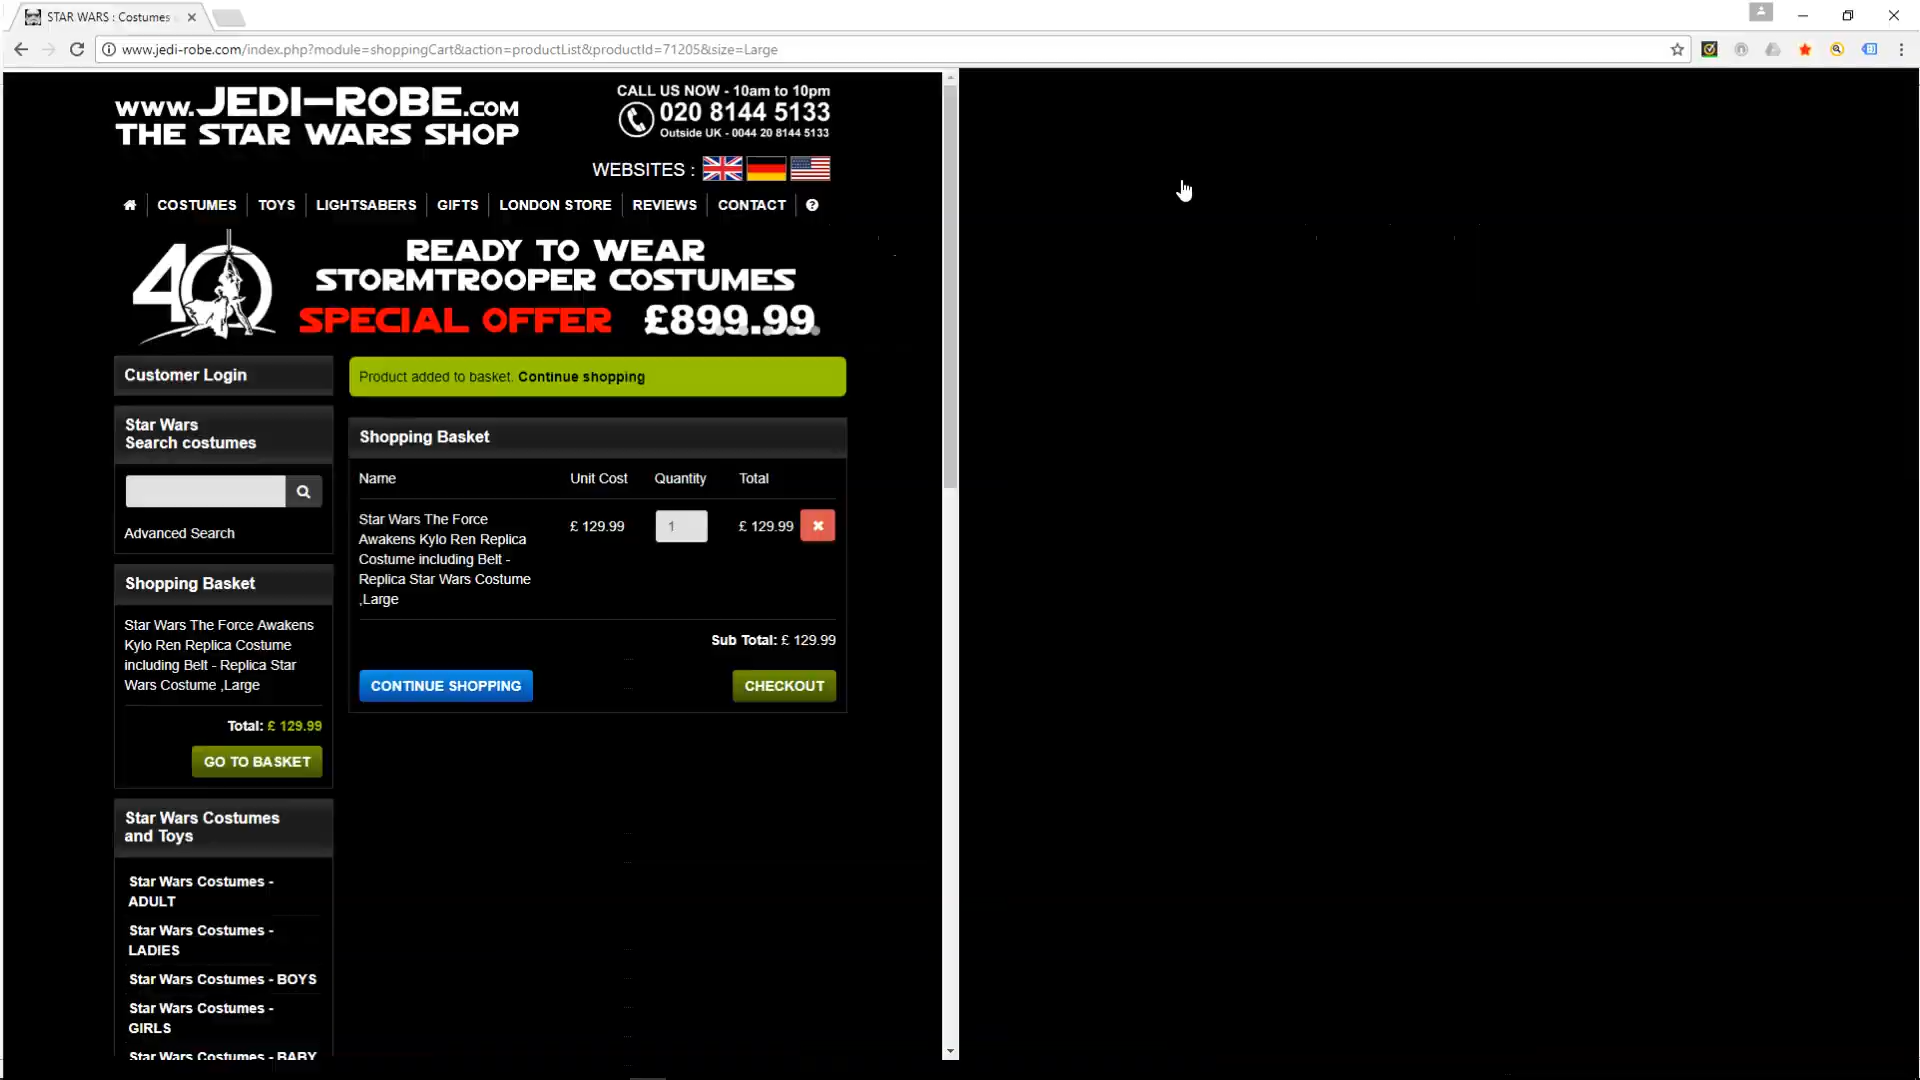 STAR WARS : Costumes
www.jedi-robe.com/index.php?module=shoppingCart&action=productList&productId=71205&size=Large
www.JEDI-ROBE.COM
THE STAR WARS SHOP
CALL US NOW - 10am to 10pm
020 8144 5133
Outside UK - 0044 20 8144 5133
WEBSITES :
COSTUMES TOYS LIGHTSABERS GIFTS LONDON STORE REVIEWS CONTACT
40
READY TO WEAR
STORMTROOPER COSTUMES
SPECIAL OFFER £899.99
Customer Login
Star Wars
Search costumes
Advanced Search
Shopping Basket
Star Wars The Force Awakens
Kylo Ren Replica Costume
including Belt - Replica Star
Wars Costume ,Large
Total: £ 129.99
GO TO BASKET
Star Wars Costumes
and Toys
Star Wars Costumes -
ADULT
Star Wars Costumes -
LADIES
Star Wars Costumes - BOYS
Star Wars Costumes -
GIRLS
Star Wars Costumes - BABY
Product added to basket. Continue shopping
Shopping Basket
Name Unit Cost Quantity Total
Star Wars The Force
Awakens Kylo Ren Replica
Costume including Belt -
Replica Star Wars Costume
,Large
£ 129.99 1 £ 129.99
Sub Total: £ 129.99
CONTINUE SHOPPING CHECKOUT